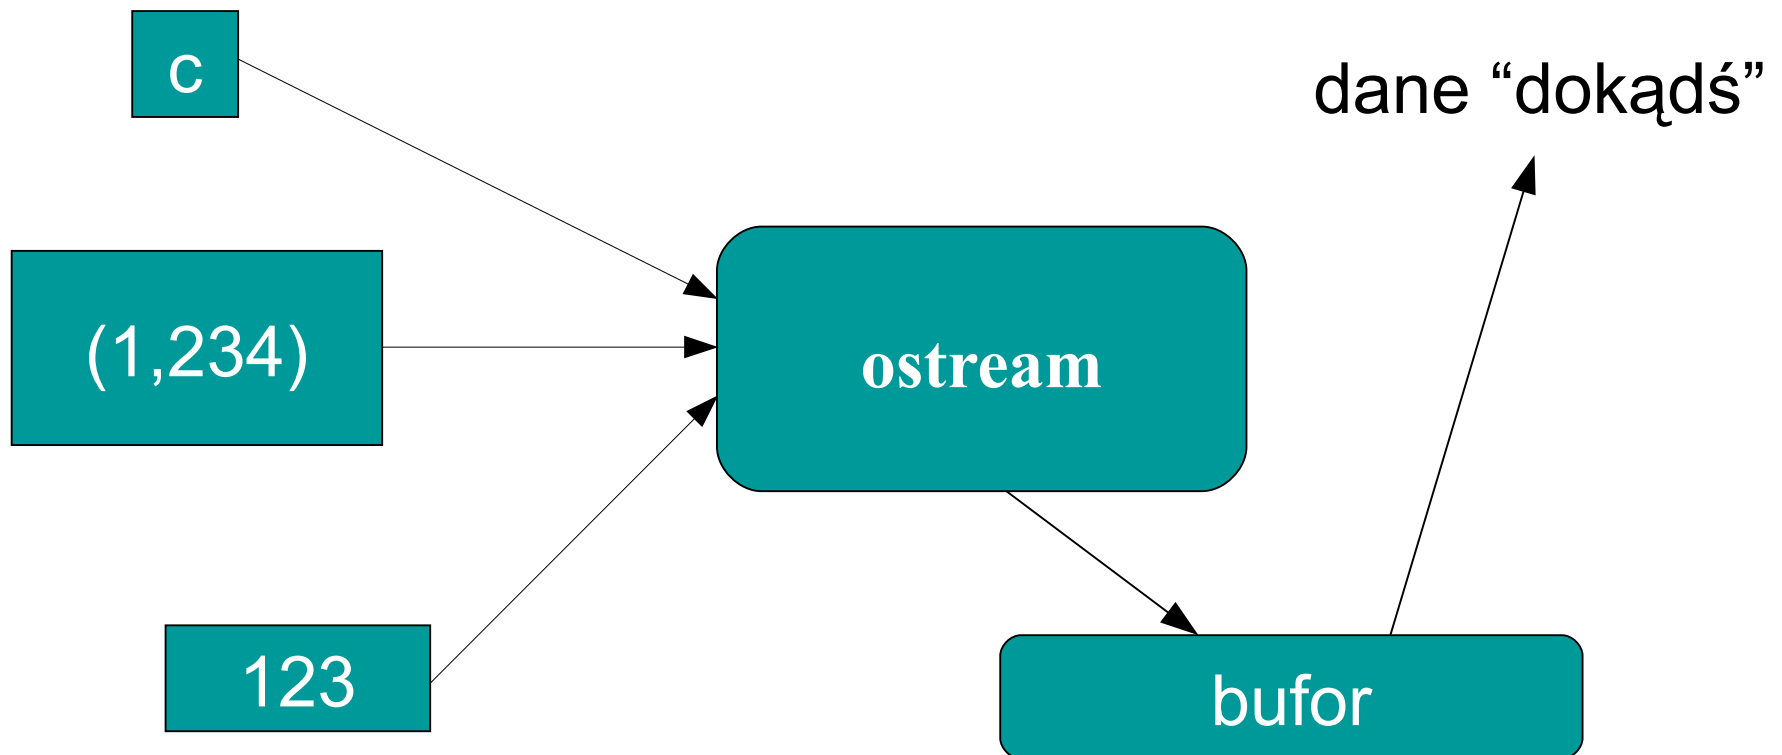 c
dane “dokądś”
(1,234)
ostream
123
bufor